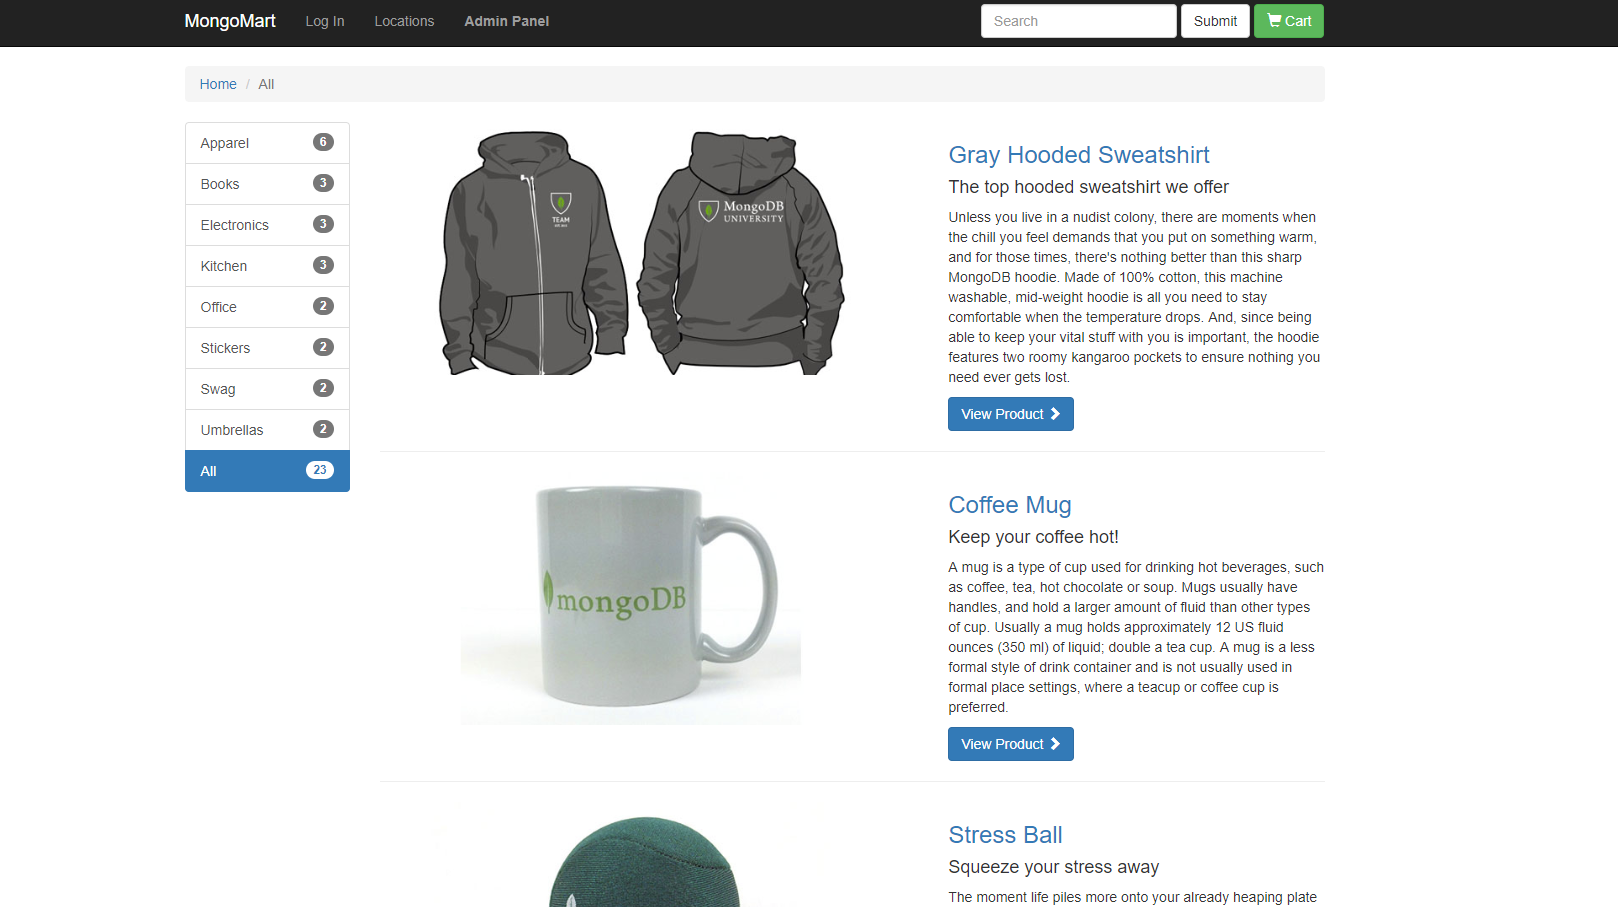 MongoMart Log In Locations Admin Panel Search Submit Cart
Home / All
Apparel 6
Books 3
Electronics 3
Kitchen 3
Office 2
Stickers 2
Swag 2
Umbrellas 2
All 23
TEAM
MongoDB
UNIVERSITY
Gray Hooded Sweatshirt
The top hooded sweatshirt we offer
Unless you live in a nudist colony, there are moments when
the chill you feel demands that you put on something warm,
and for those times, there's nothing better than this sharp
MongoDB hoodie. Made of 100% cotton, this machine
washable, mid-weight hoodie is all you need to stay
comfortable when the temperature drops. And, since being
able to keep your vital stuff with you is important, the hoodie
features two roomy kangaroo pockets to ensure nothing you
need ever gets lost.
View Product
mongoDB
Coffee Mug
Keep your coffee hot!
A mug is a type of cup used for drinking hot beverages, such
as coffee, tea, hot chocolate or soup. Mugs usually have
handles, and hold a larger amount of fluid than other types
of cup. Usually a mug holds approximately 12 US fluid
ounces (350 ml) of liquid; double a tea cup. A mug is a less
formal style of drink container and is not usually used in
formal place settings, where a teacup or coffee cup is
preferred.
View Product
Stress Ball
Squeeze your stress away
The moment life piles more onto your already heaping plate